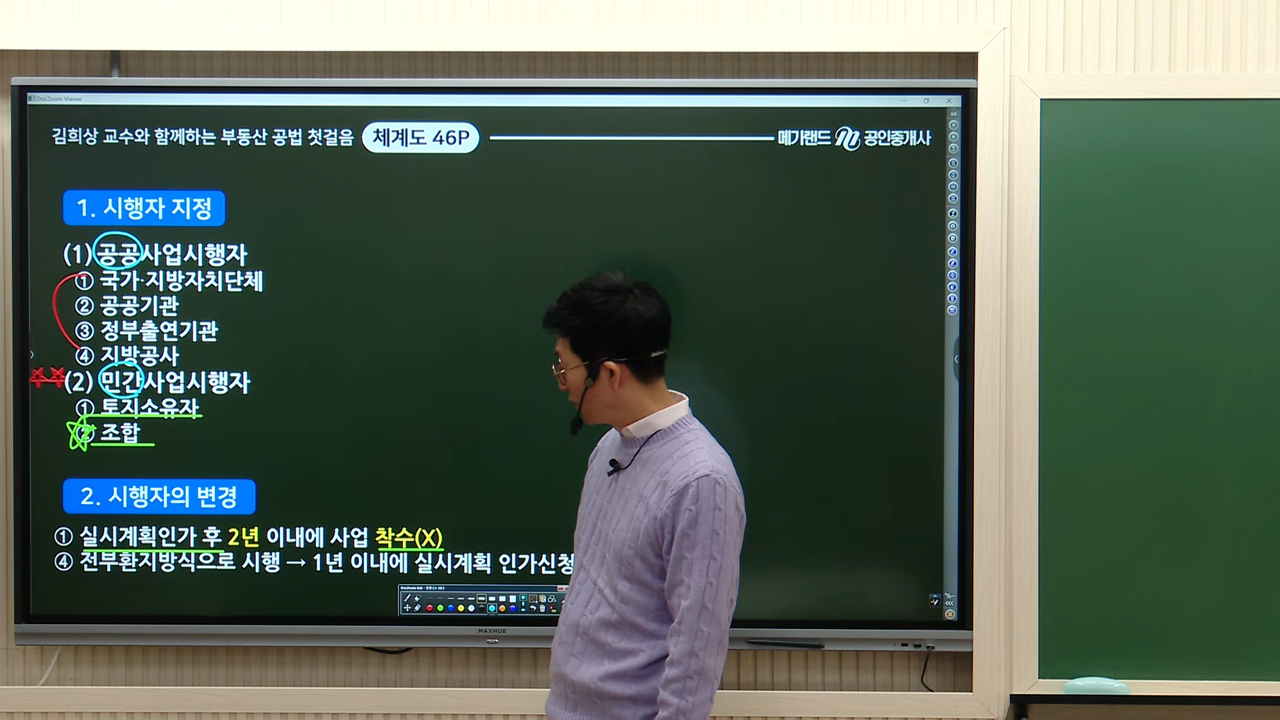 DocZoom Viewer
김희상 교수와 함께하는 부동산 공법 첫걸음 체계도 46P 메가랜드 공인중개사
1. 시행자 지정
(1) 공공사업시행자
① 국가·지방자치단체
② 공공기관
③ 정부출연기관
④ 지방공사
(2) 민간사업시행자
① 토지소유자
② 조합
2. 시행자의 변경
① 실시계획인가 후 2년 이내에 사업 착수(X)
④ 전부환지방식으로 시행 → 1년 이내에 실시계획 인가신청
MAXHUB